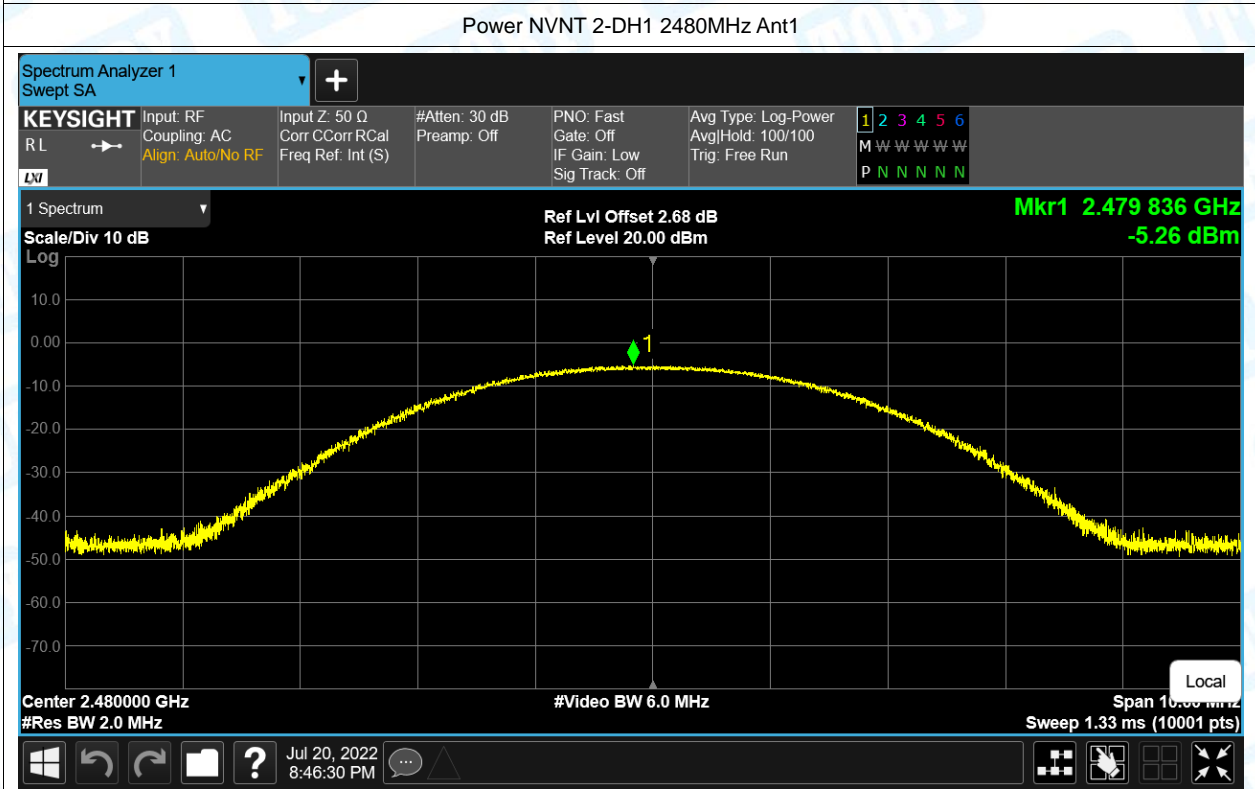 Power NVNT 2-DH1 2480MHz Ant1
Spectrum Analyzer 1
Swept SA
+
KEYSIGHT
R L
LXI
Input: RF
Coupling: AC
Align: Auto/No RF
Input Z: 50 Ω
Corr CCorr RCal
Freq Ref: Int (S)
#Atten: 30 dB
Preamp: Off
PNO: Fast
Gate: Off
IF Gain: Low
Sig Track: Off
Avg Type: Log-Power
Avg|Hold: 100/100
Trig: Free Run
1 2 3 4 5 6
M W W W W W
P N N N N N
1 Spectrum
Scale/Div 10 dB
Ref Lvl Offset 2.68 dB
Ref Level 20.00 dBm
Mkr1 2.479 836 GHz
-5.26 dBm
Log
10.0
0.00
1
-10.0
-20.0
-30.0
-40.0
-50.0
-60.0
-70.0
Local
Center 2.480000 GHz
#Video BW 6.0 MHz
Span 10.00 MHz
#Res BW 2.0 MHz
Sweep 1.33 ms (10001 pts)
?
Jul 20, 2022
8:46:30 PM